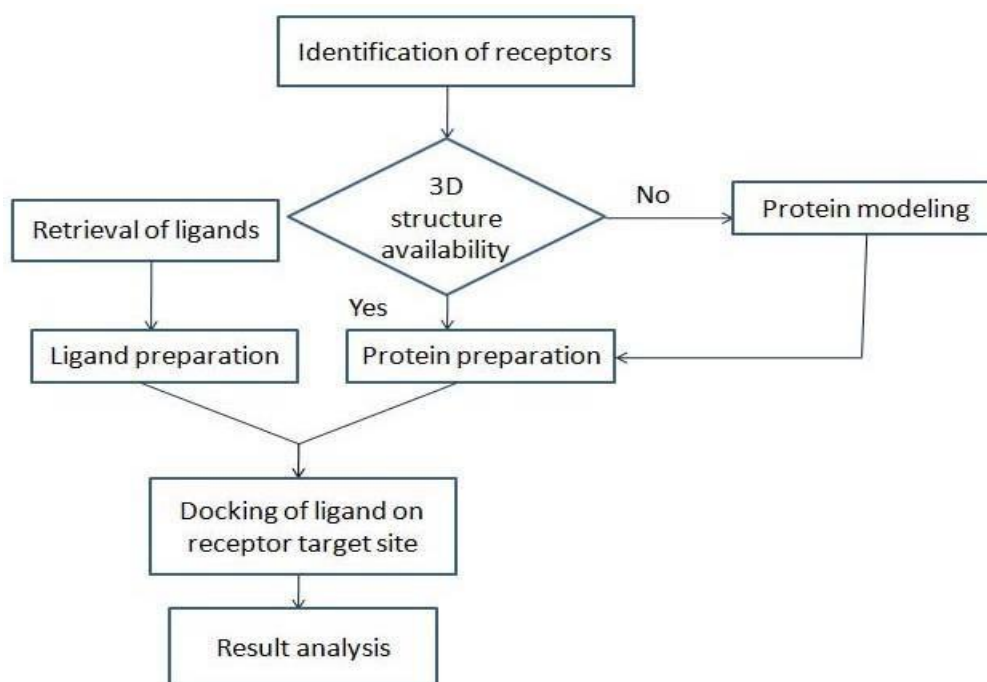 Identification of receptors
3D
structure
availability
No
Protein modeling
Retrieval of ligands
Yes
Ligand preparation
Protein preparation
Docking of ligand on
receptor target site
Result analysis